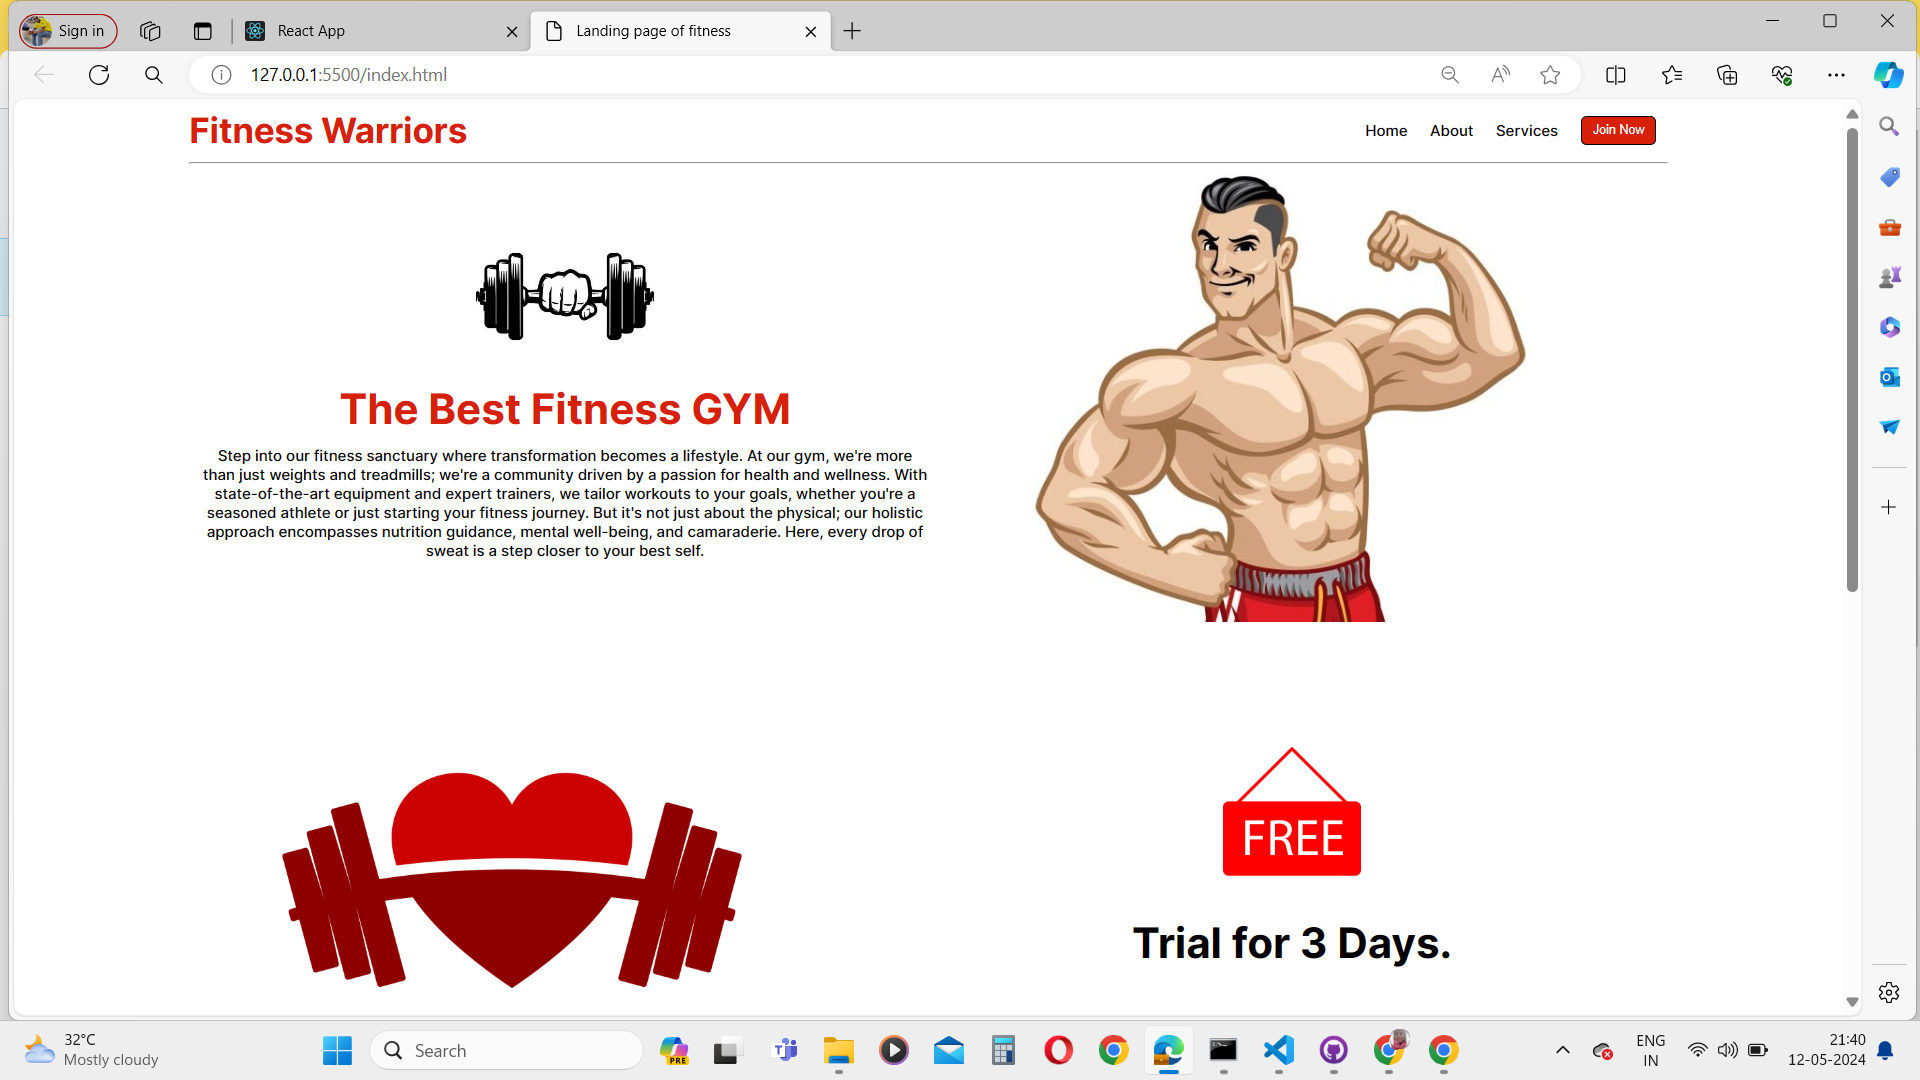 Sign in
React App
Landing page of fitness
127.0.0.1:5500/index.html
Fitness Warriors
Home About Services Join Now
The Best Fitness GYM
Step into our fitness sanctuary where transformation becomes a lifestyle. At our gym, we're more
than just weights and treadmills; we're a community driven by a passion for health and wellness. With
state-of-the-art equipment and expert trainers, we tailor workouts to your goals, whether you're a
seasoned athlete or just starting your fitness journey. But it's not just about the physical; our holistic
approach encompasses nutrition guidance, mental well-being, and camaraderie. Here, every drop of
sweat is a step closer to your best self.
FREE
Trial for 3 Days.
32°C
Mostly cloudy
Search
PRE
ENG
IN
21:40
12-05-2024